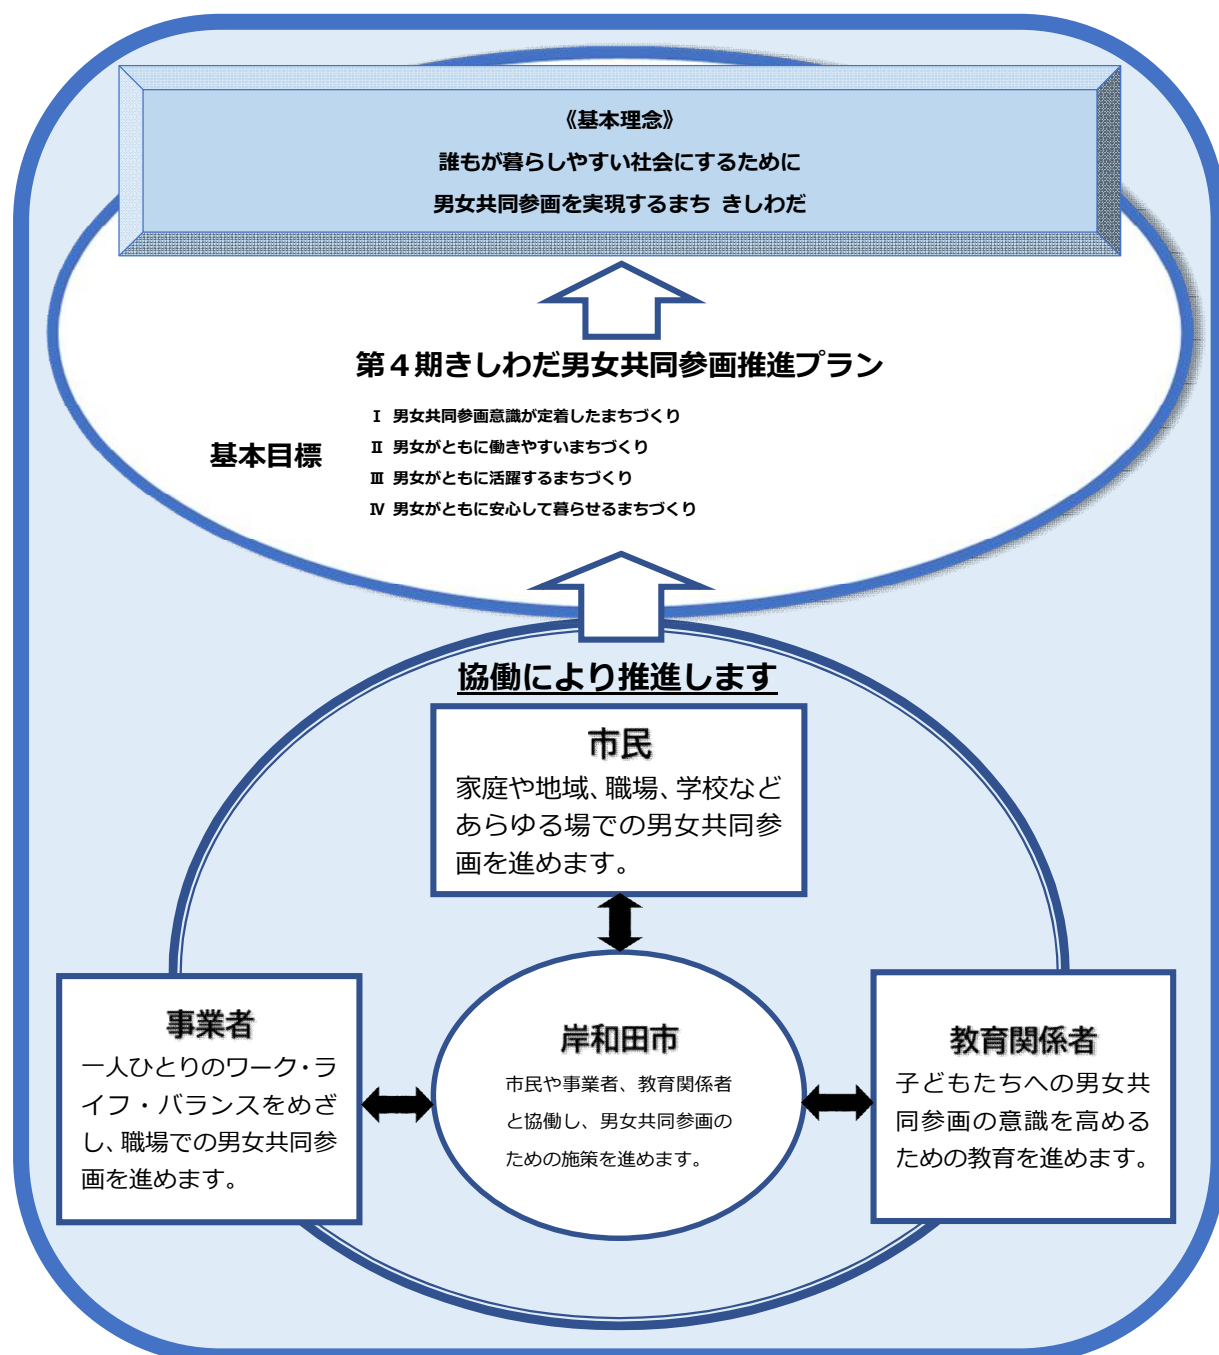 《基本理念》
誰もが暮らしやすい社会にするために
男女共同参画を実現するまち きしわだ
第４期きしわだ男女共同参画推進プラン
基本目標
Ⅰ 男女共同参画意識が定着したまちづくり
Ⅱ 男女がともに働きやすいまちづくり
Ⅲ 男女がともに活躍するまちづくり
Ⅳ 男女がともに安心して暮らせるまちづくり
協働により推進します
市民
家庭や地域、職場、学校など
あらゆる場での男女共同参
画を進めます。
事業者
一人ひとりのワーク・ラ
イフ・バランスをめざ
し、職場での男女共同参
画を進めます。
岸和田市
市民や事業者、教育関係者
と協働し、男女共同参画の
ための施策を進めます。
教育関係者
子どもたちへの男女共
同参画の意識を高める
ための教育を進めます。